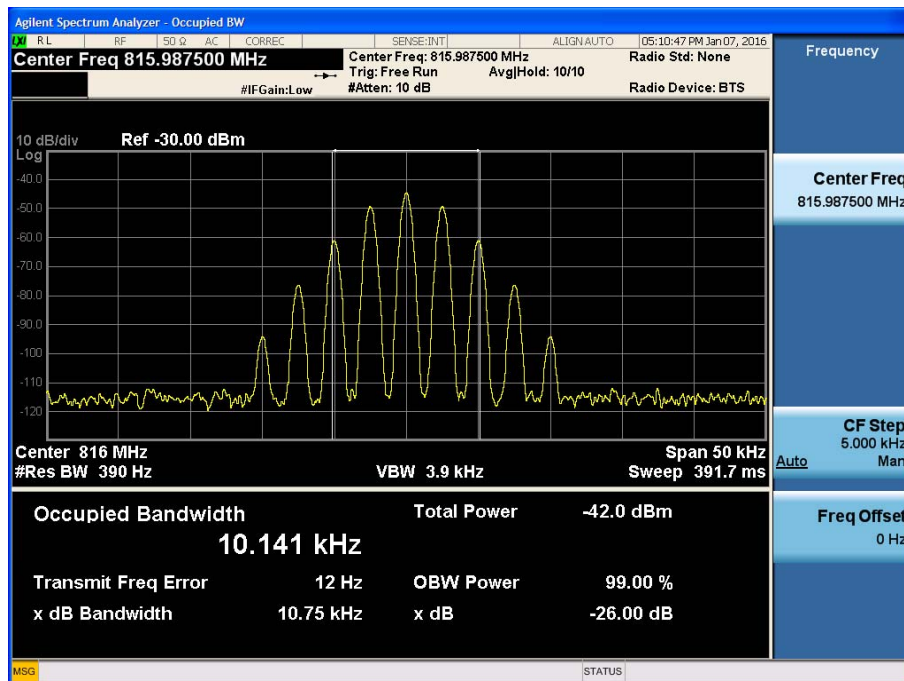 Agilent Spectrum Analyzer - Occupied BW
LXI RL RF 50 Ω AC CORREC SENSE:INT ALIGN AUTO 05:10:47 PM Jan 07, 2016
Center Freq 815.987500 MHz
Center Freq: 815.987500 MHz
Radio Std: None
Trig: Free Run Avg|Hold: 10/10
#IFGain:Low #Atten: 10 dB Radio Device: BTS
10 dB/div Ref -30.00 dBm
Log
-40.0
-50.0
-60.0
-70.0
-80.0
-90.0
-100
-110
-120
Center 816 MHz Span 50 kHz
#Res BW 390 Hz VBW 3.9 kHz Sweep 391.7 ms
Occupied Bandwidth Total Power -42.0 dBm
10.141 kHz
Transmit Freq Error 12 Hz OBW Power 99.00 %
x dB Bandwidth 10.75 kHz x dB -26.00 dB
Frequency
Center Freq
815.987500 MHz
CF Step
5.000 kHz
Auto Man
Freq Offset
0 Hz
MSG STATUS